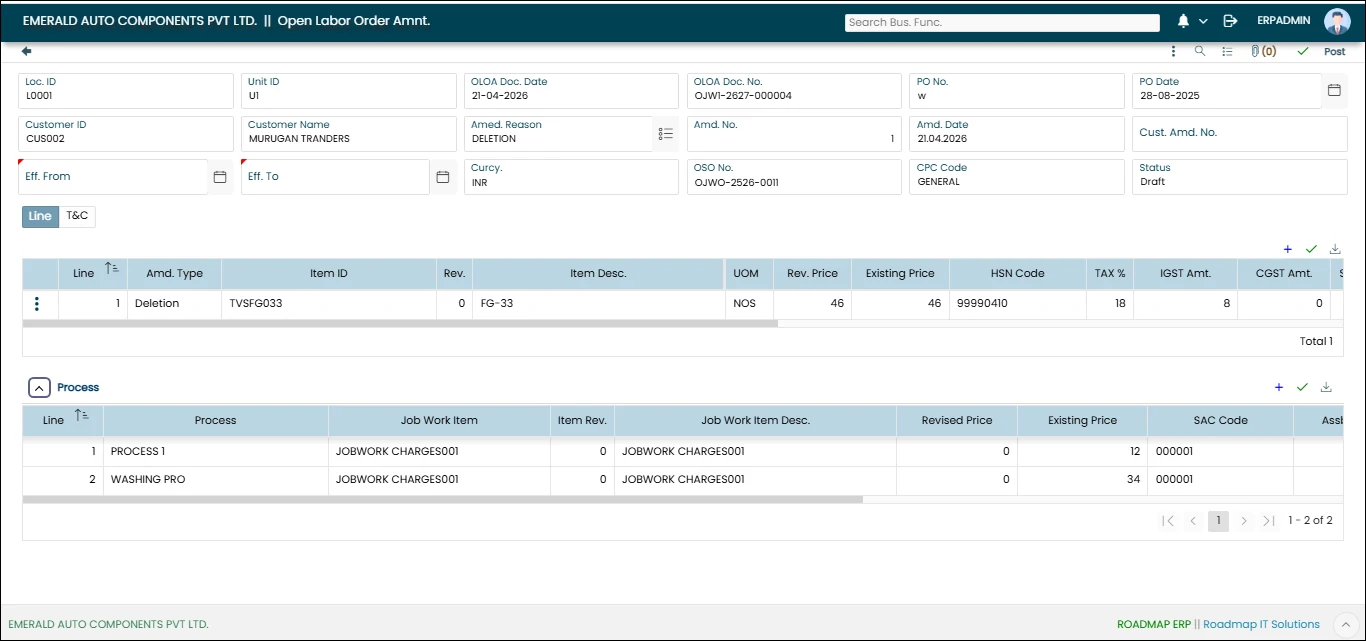 EMERALD AUTO COMPONENTS PVT LTD. || Open Labor Order Amnt.
Search Bus. Func.
ERPADMIN
(0)
Post
Loc. ID
L0001
Unit ID
U1
OLOA Doc. Date
21-04-2026
OLOA Doc. No.
OJW1-2627-000004
PO No.
w
PO Date
28-08-2025
Customer ID
CUS002
Customer Name
MURUGAN TRANDERS
Amed. Reason
DELETION
Amd. No.
1
Amd. Date
21.04.2026
Cust. Amd. No.
Eff. From
Eff. To
Curcy.
INR
OSO No.
OJWO-2526-0011
CPC Code
GENERAL
Status
Draft
Line T&C
Line Amd. Type Item ID Rev. Item Desc. UOM Rev. Price Existing Price HSN Code TAX % IGST Amt. CGST Amt. S
1 Deletion TVSFG033 0 FG-33 NOS 46 46 99990410 18 8 0
Total 1
Process
Line Process Job Work Item Item Rev. Job Work Item Desc. Revised Price Existing Price SAC Code Assl
1 PROCESS 1 JOBWORK CHARGES001 0 JOBWORK CHARGES001 0 12 000001
2 WASHING PRO JOBWORK CHARGES001 0 JOBWORK CHARGES001 0 34 000001
1 1 - 2 of 2
EMERALD AUTO COMPONENTS PVT LTD.
ROADMAP ERP || Roadmap IT Solutions